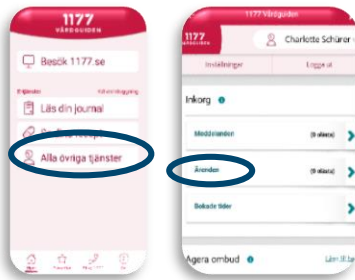 1177
VÅRDGUIDEN
Besök 1177.se
Läs din journal
Alla övriga tjänster
1177 Vårdguiden
1177
Charlotte Schürer
Inställningar
Logga ut
Inkorg
Meddelanden
(0 olästa)
Ärenden
(0 olästa)
Bokade tider
Agera ombud